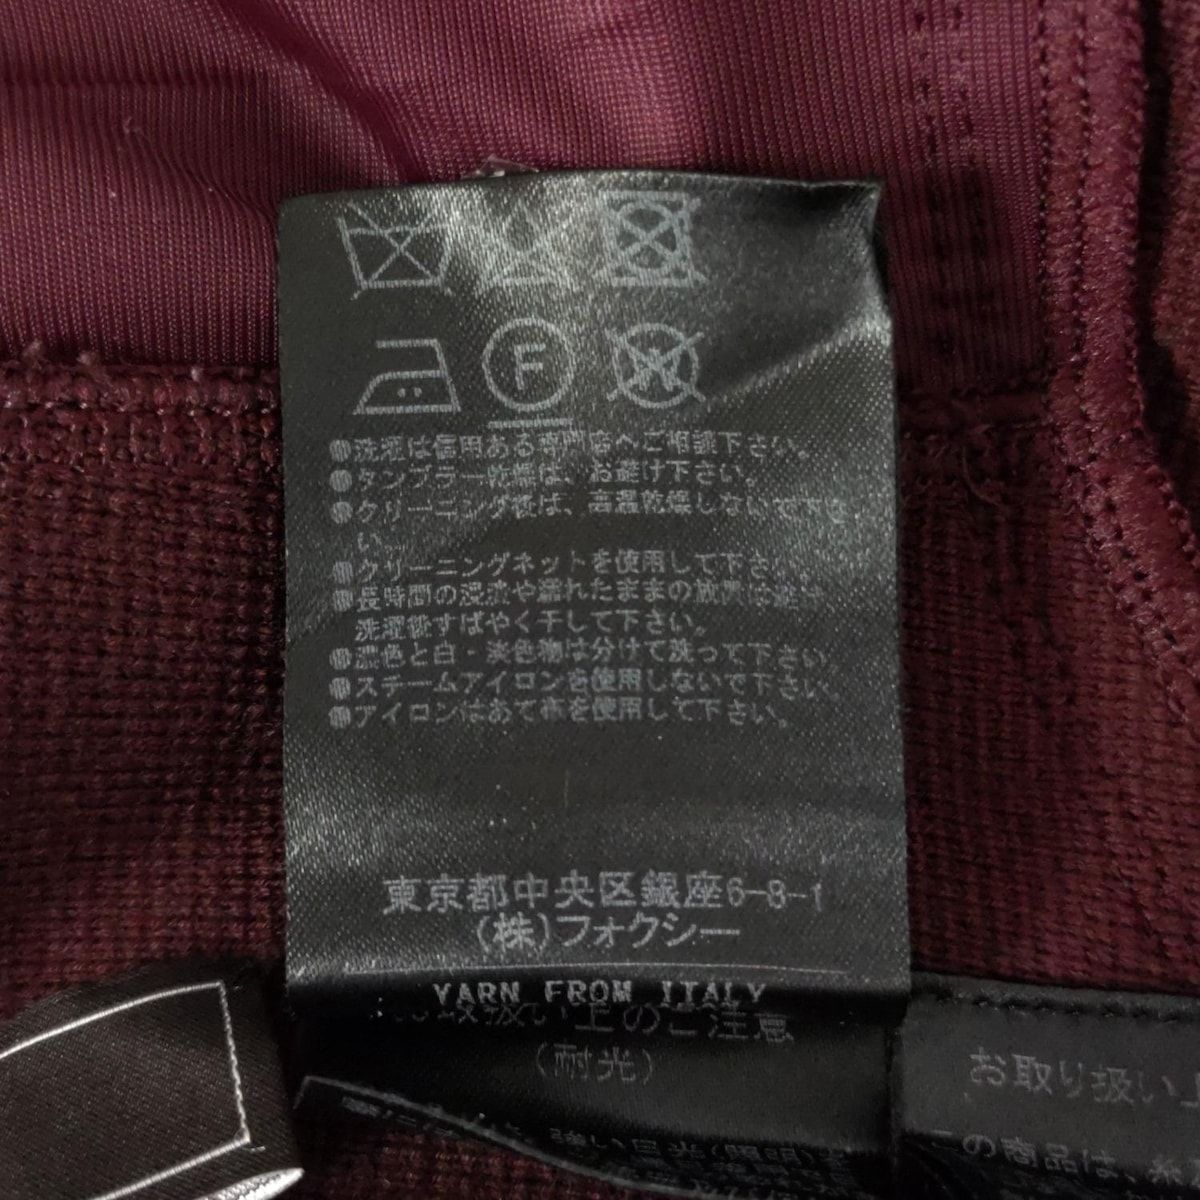 F
W
●洗濯は信用ある専門店へご相談下さい。
●タンブラー乾燥は、お避け下さい。
●クリーニング後は、高温乾燥しないで下さ
い。
●クリーニングネットを使用して下さい。
●長時間の浸漬や濡れたままの放置は避け
洗濯後すばやく干して下さい。
●濃色と白・淡色物は分けて洗って下さい。
●スチームアイロンを使用しないで下さい。
●アイロンはあて布を使用して下さい。
東京都中央区銀座6-8-1
(株)フォクシー
YARN FROM ITALY
取扱い上のご注意
(耐光)
お取り扱い上
この商品は、